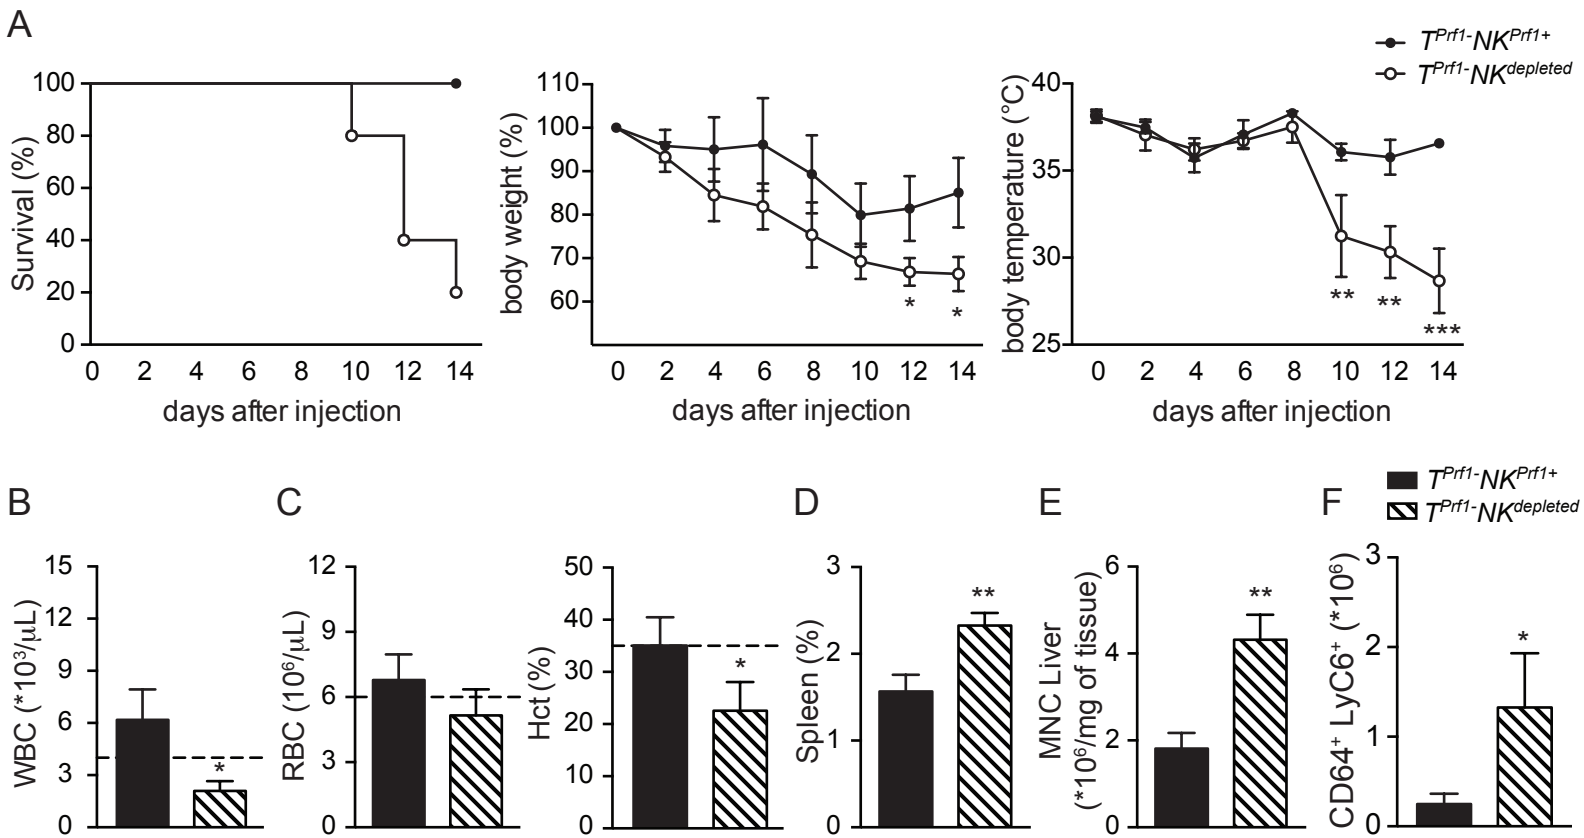 A
T^Prf1-NK^Prf1+
T^Prf1-NK^depleted
Survival (%)
100
80
60
40
20
0
0 2 4 6 8 10 12 14
days after injection
body weight (%)
110
100
90
80
70
60
* *
0 2 4 6 8 10 12 14
days after injection
body temperature (°C)
40
35
30
25
** ** ***
0 2 4 6 8 10 12 14
days after injection
T^Prf1-NK^Prf1+
T^Prf1-NK^depleted
B
WBC (*10³/µL)
15
12
9
6
3
0
*
C
RBC (10⁶/µL)
12
9
6
3
0
Hct (%)
50
40
30
20
10
0
*
D
Spleen (%)
3
2
1
0
**
E
MNC Liver
(*10⁶/mg of tissue)
6
4
2
0
**
F
CD64⁺ LyC6⁺ (*10⁶)
3
2
1
0
*